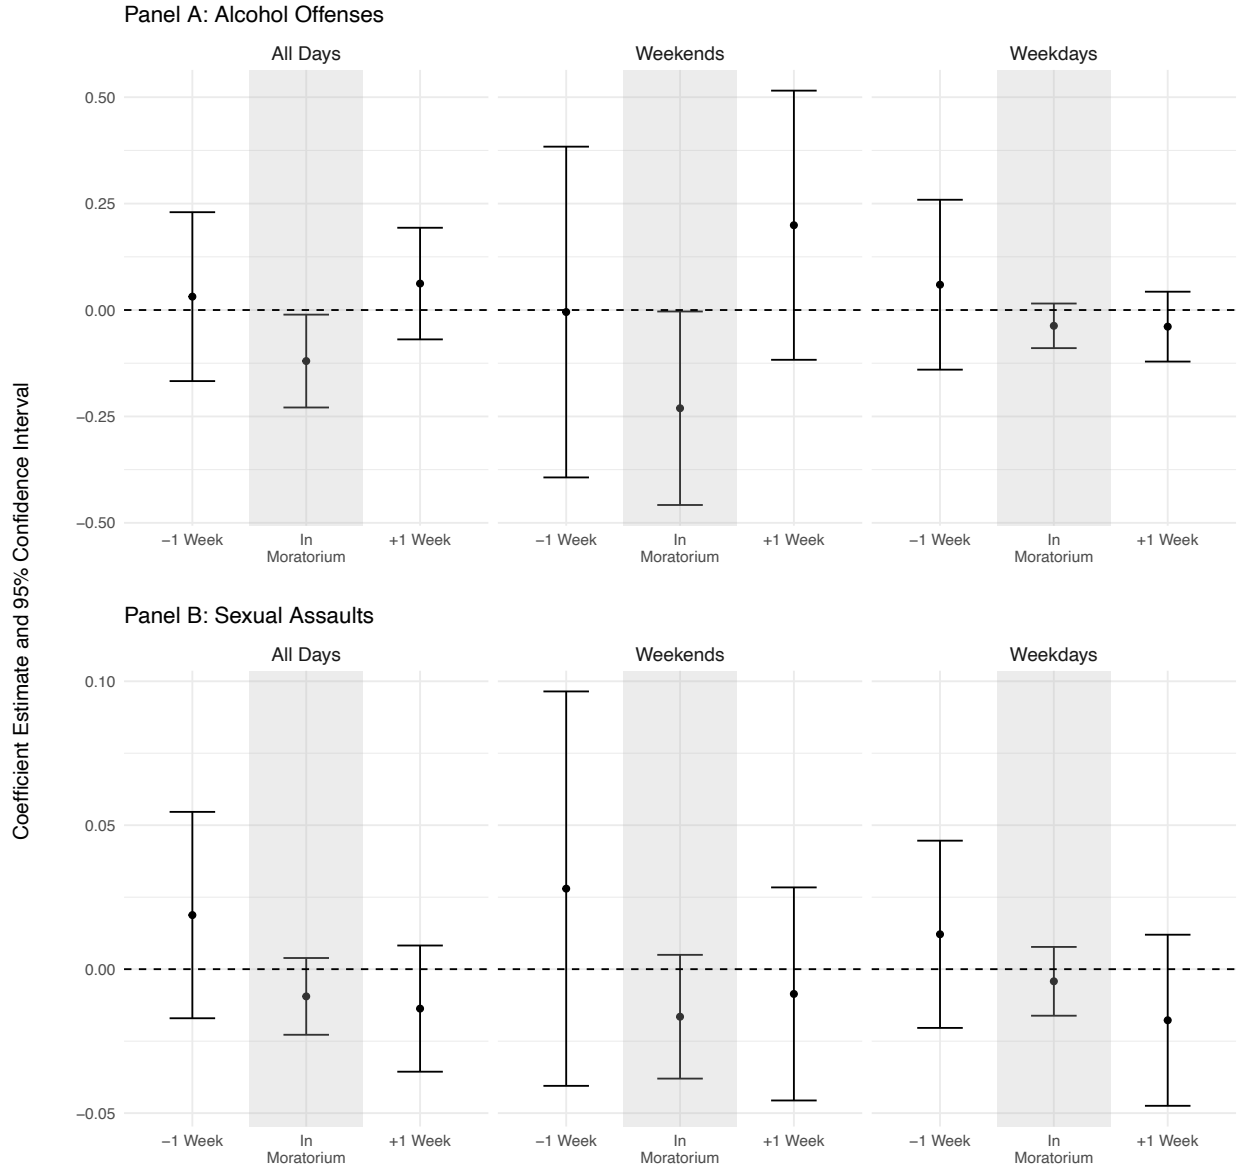 Panel A: Alcohol Offenses
All Days
Weekends
Weekdays
0.50
0.25
0.00
−0.25
−0.50
−1 Week
In
Moratorium
+1 Week
−1 Week
In
Moratorium
+1 Week
−1 Week
In
Moratorium
+1 Week
Coefficient Estimate and 95% Confidence Interval
Panel B: Sexual Assaults
All Days
Weekends
Weekdays
0.10
0.05
0.00
−0.05
−1 Week
In
Moratorium
+1 Week
−1 Week
In
Moratorium
+1 Week
−1 Week
In
Moratorium
+1 Week